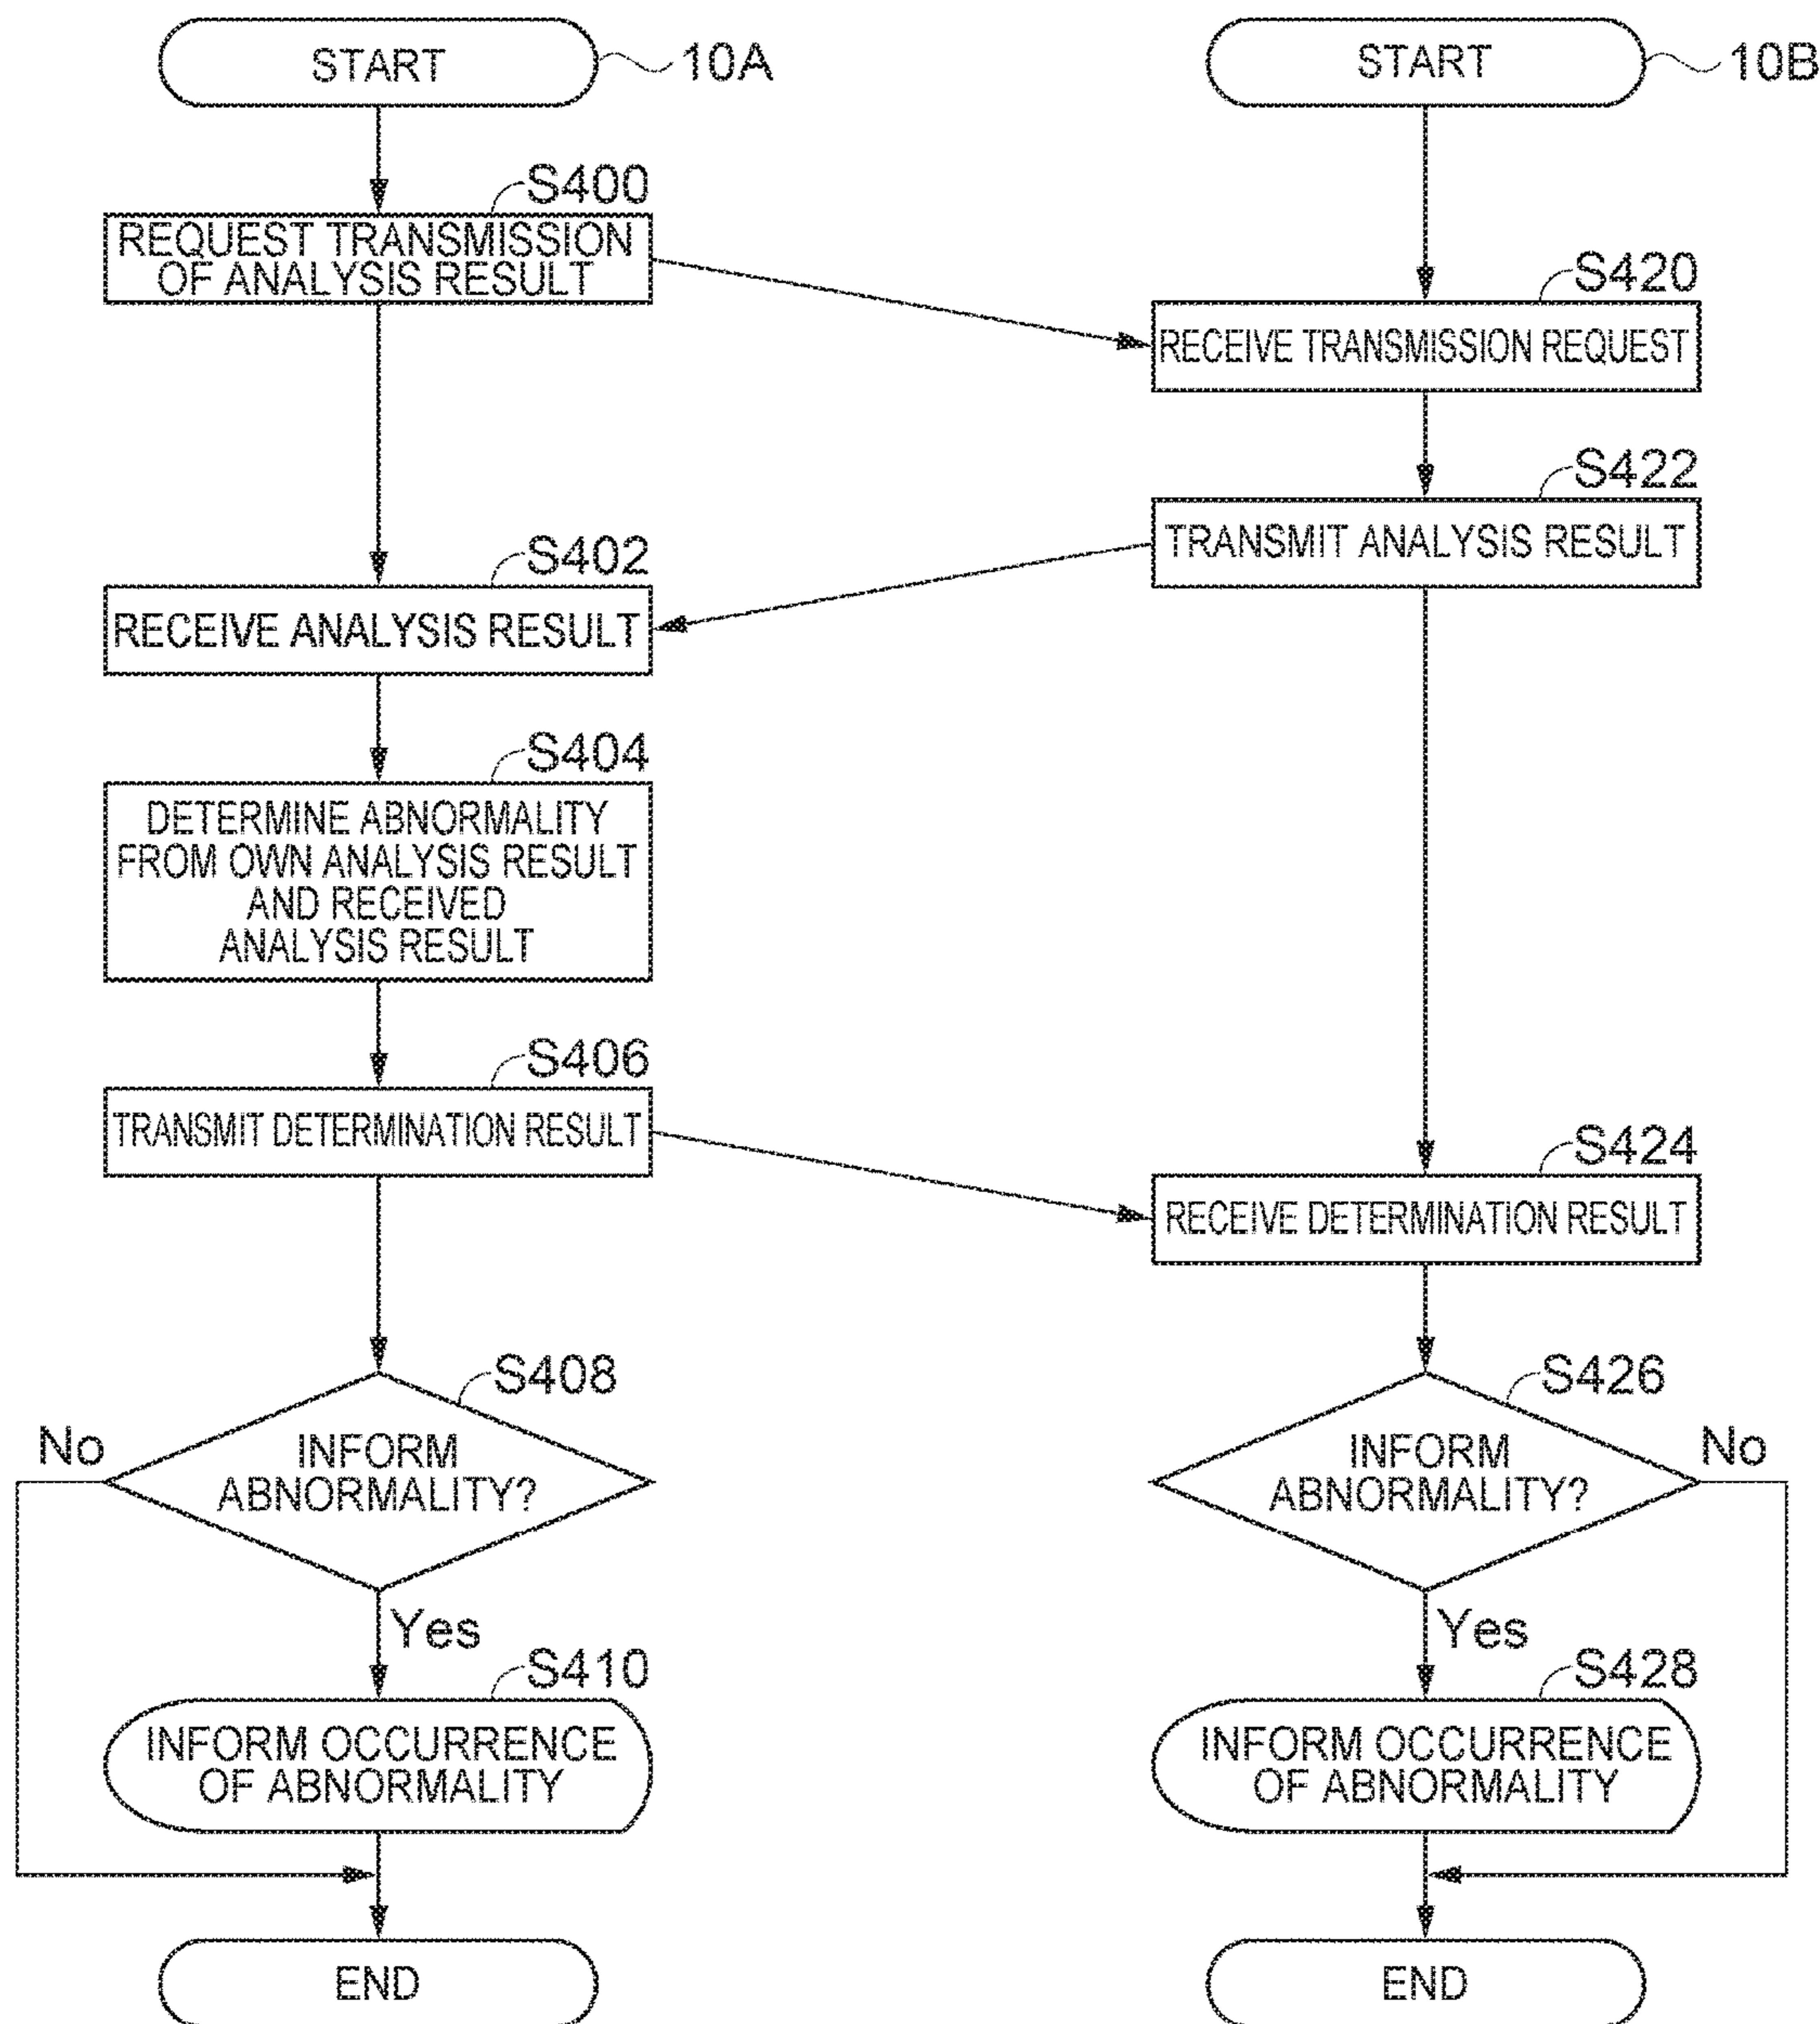 START
10A
S400
REQUEST TRANSMISSION
OF ANALYSIS RESULT
S402
RECEIVE ANALYSIS RESULT
S404
DETERMINE ABNORMALITY
FROM OWN ANALYSIS RESULT
AND RECEIVED
ANALYSIS RESULT
S406
TRANSMIT DETERMINATION RESULT
S408
INFORM
ABNORMALITY?
No
Yes
S410
INFORM OCCURRENCE
OF ABNORMALITY
END
START
10B
S420
RECEIVE TRANSMISSION REQUEST
S422
TRANSMIT ANALYSIS RESULT
S424
RECEIVE DETERMINATION RESULT
S426
INFORM
ABNORMALITY?
No
Yes
S428
INFORM OCCURRENCE
OF ABNORMALITY
END